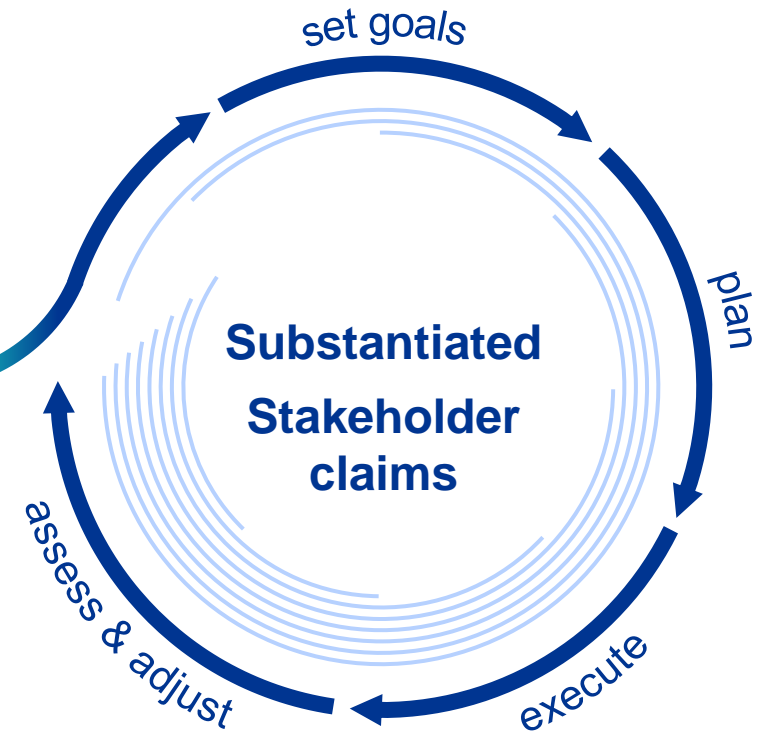 set goals
plan
Substantiated
Stakeholder
claims
execute
assess & adjust